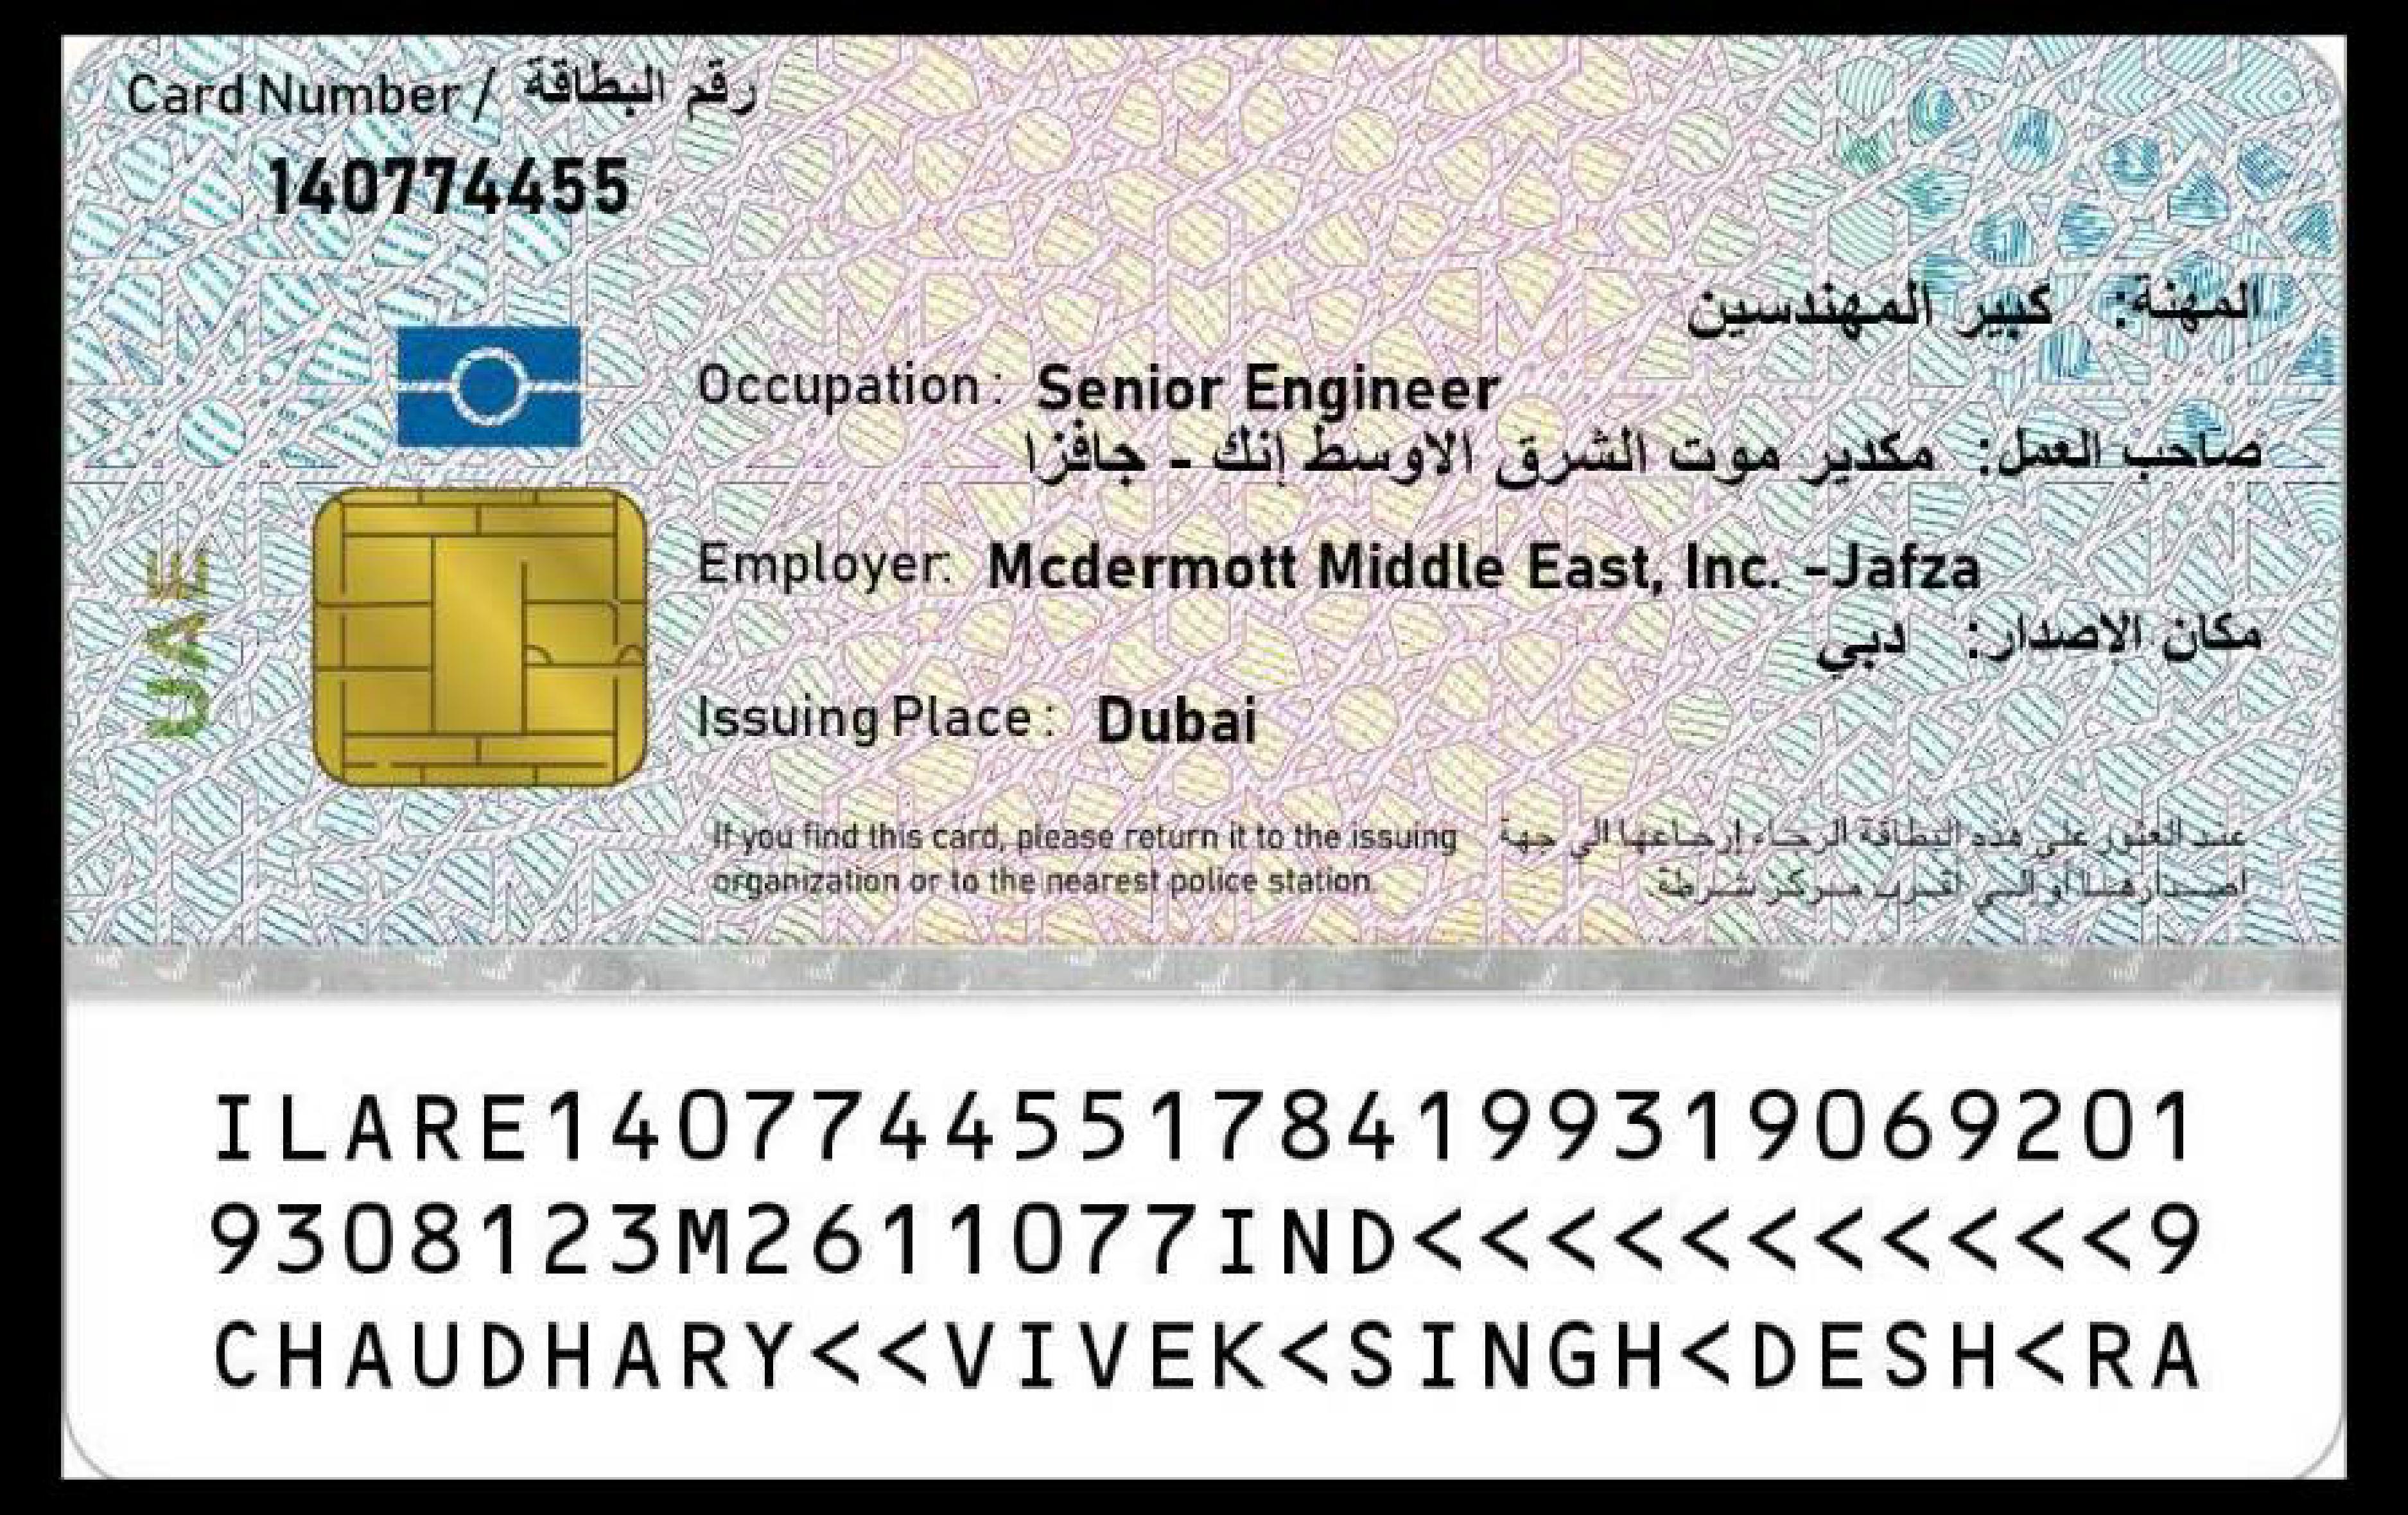 Card Number / رقم البطاقة
140774455
المهنة: كبير المهندسين
Occupation: Senior Engineer
صاحب العمل: مكدير موت الشرق الاوسط إنك - جافزا
Employer: Mcdermott Middle East, Inc. -Jafza
مكان الإصدار: دبي
Issuing Place: Dubai
UAE
If you find this card, please return it to the issuing
organization or to the nearest police station.
عند العثور على هذه البطاقة الرجاء إرجاعها الى جهة
اصدارها او الى اقرب مركز شرطة.
ILARE1407744551784199319069201
9308123M2611077IND<<<<<<<<<<<9
CHAUDHARY<<VIVEK<SINGH<DESH<RA